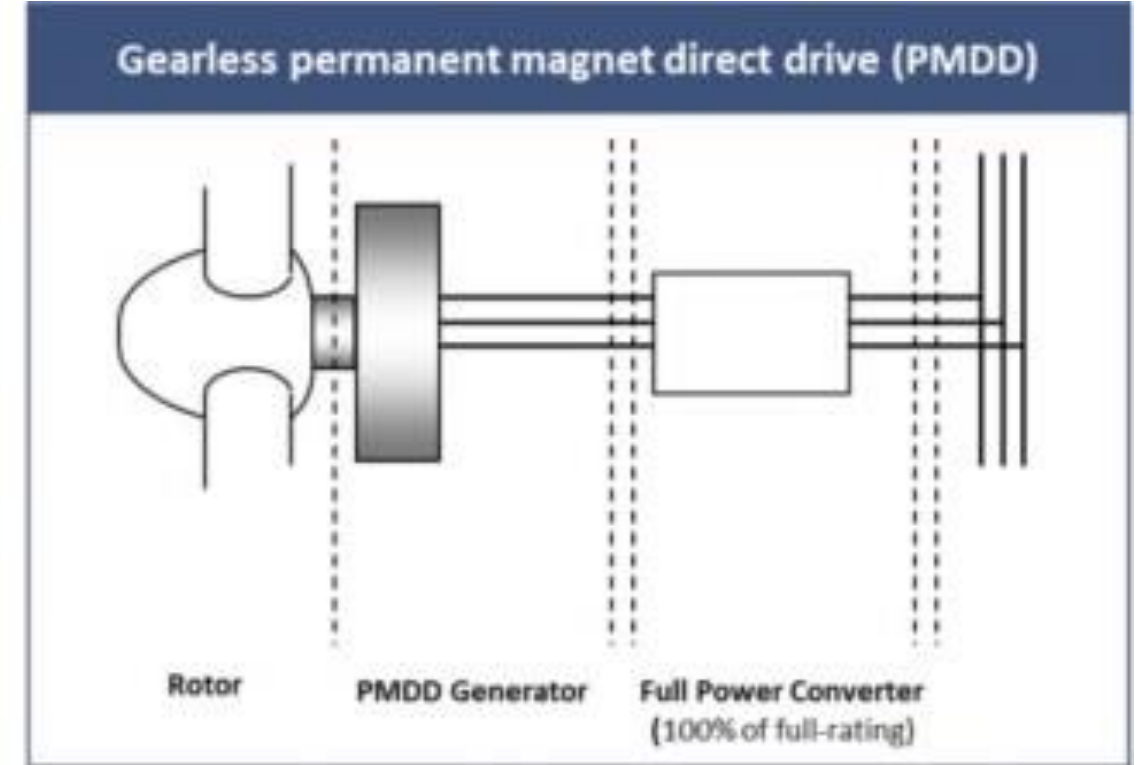 Gearless permanent magnet direct drive (PMDD)
Rotor
PMDD Generator
Full Power Converter
(100% of full-rating)